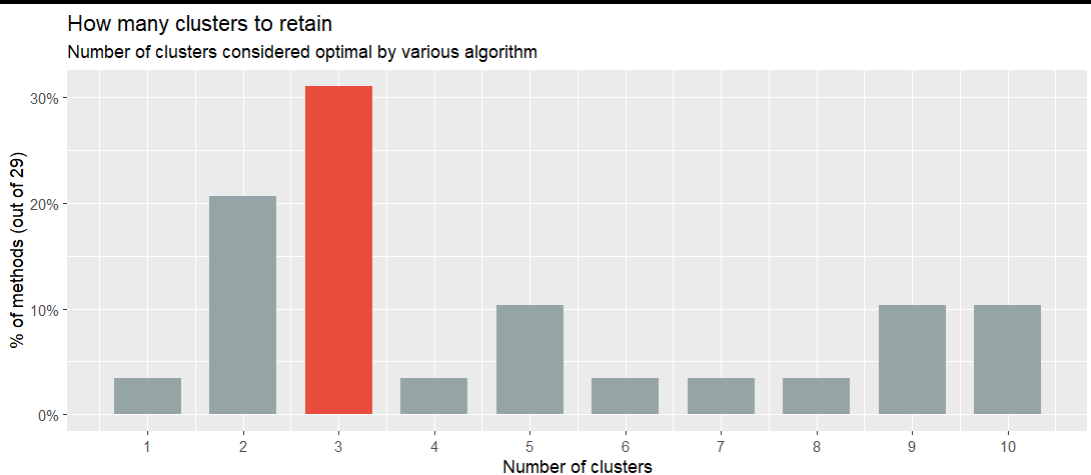 How many clusters to retain
Number of clusters considered optimal by various algorithm
% of methods (out of 29)
30%
20%
10%
0%
1 2 3 4 5 6 7 8 9 10
Number of clusters